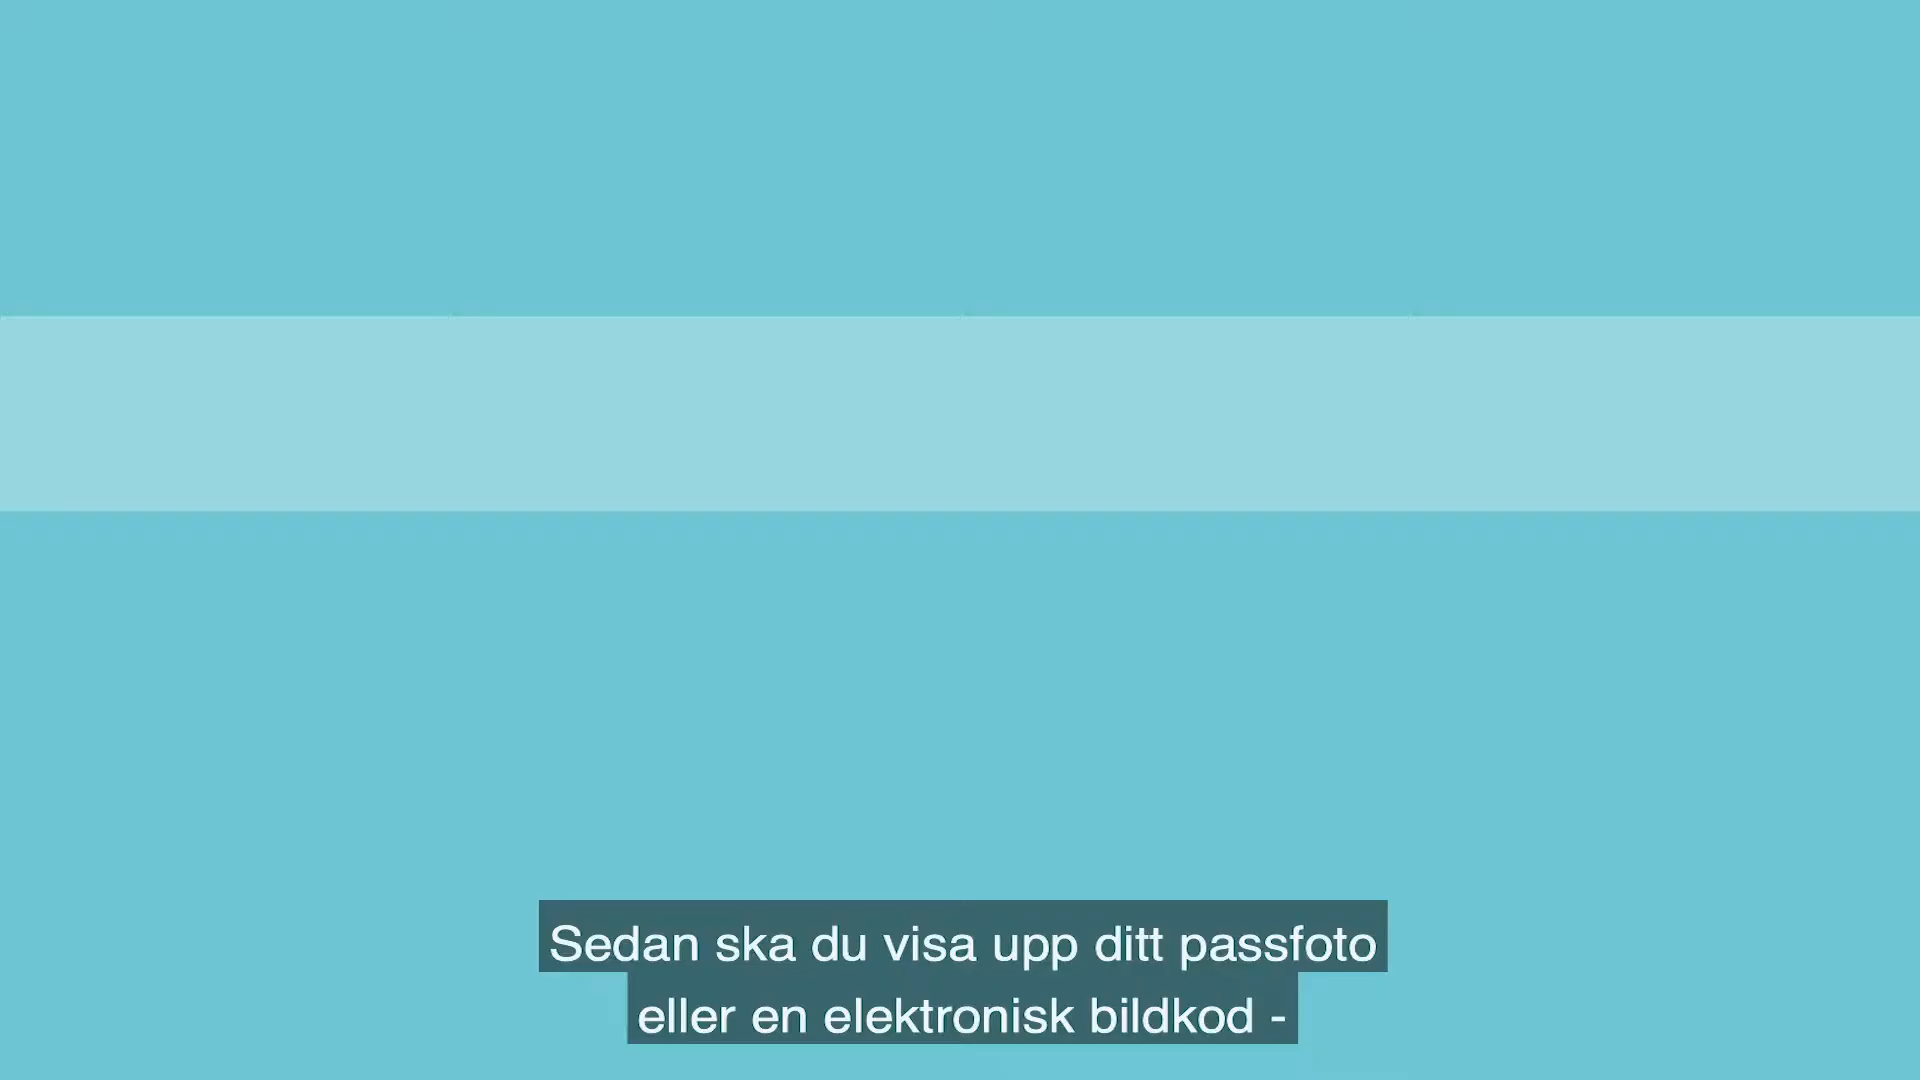 Sedan ska du visa upp ditt passfoto
eller en elektronisk bildkod -